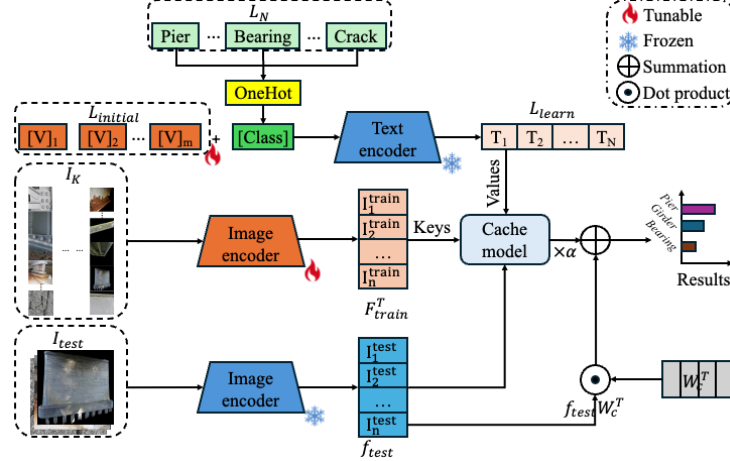 L_N
Pier ... Bearing ... Crack
OneHot
Tunable
Frozen
Summation
Dot product
L_initial
[V]_1 [V]_2 ... [V]_m + [Class]
Text
encoder
L_learn
T_1 T_2 ... T_N
I_K
Image
encoder
I_1^train
I_2^train
...
I_n^train
F_train^T
Keys
Values
Cache
model
×α
Pier
Girder
Bearing
Results
I_test
Image
encoder
I_1^test
I_2^test
...
I_n^test
f_test
f_test W_c^T
W_c^T